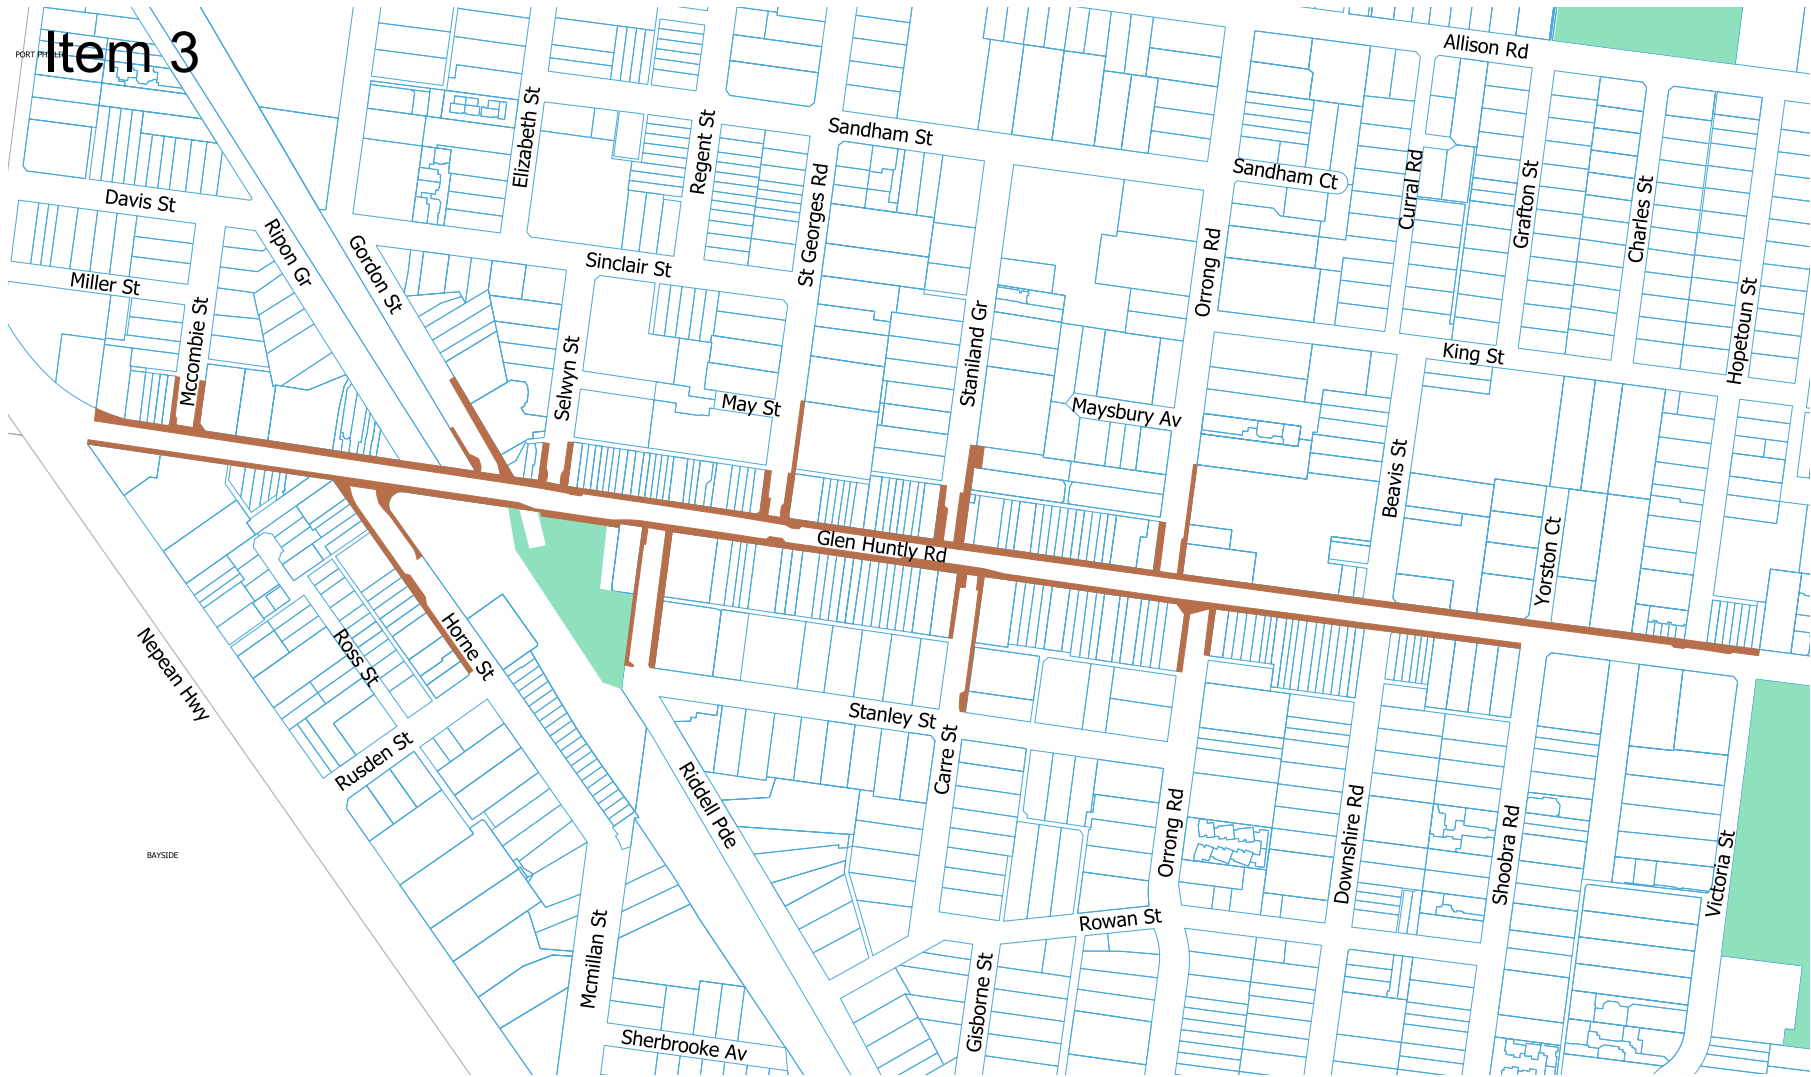 Item 3
Allison Rd
Sandham St
Elizabeth St
Regent St
St Georges Rd
Sandham Ct
Curral Rd
Grafton St
Charles St
Davis St
Ripon Gr
Gordon St
Sinclair St
Orrong Rd
Miller St
Mccombie St
Hopetoun St
Staniland Gr
King St
Selwyn St
May St
Maysbury Av
Beavis St
Glen Huntly Rd
Yorston Ct
Nepean Hwy
Ross St
Horne St
Stanley St
Carre St
Rusden St
Riddell Pde
Orrong Rd
Downshire Rd
Shoobra Rd
Victoria St
BAYSIDE
Rowan St
Mcmillan St
Gisborne St
Sherbrooke Av